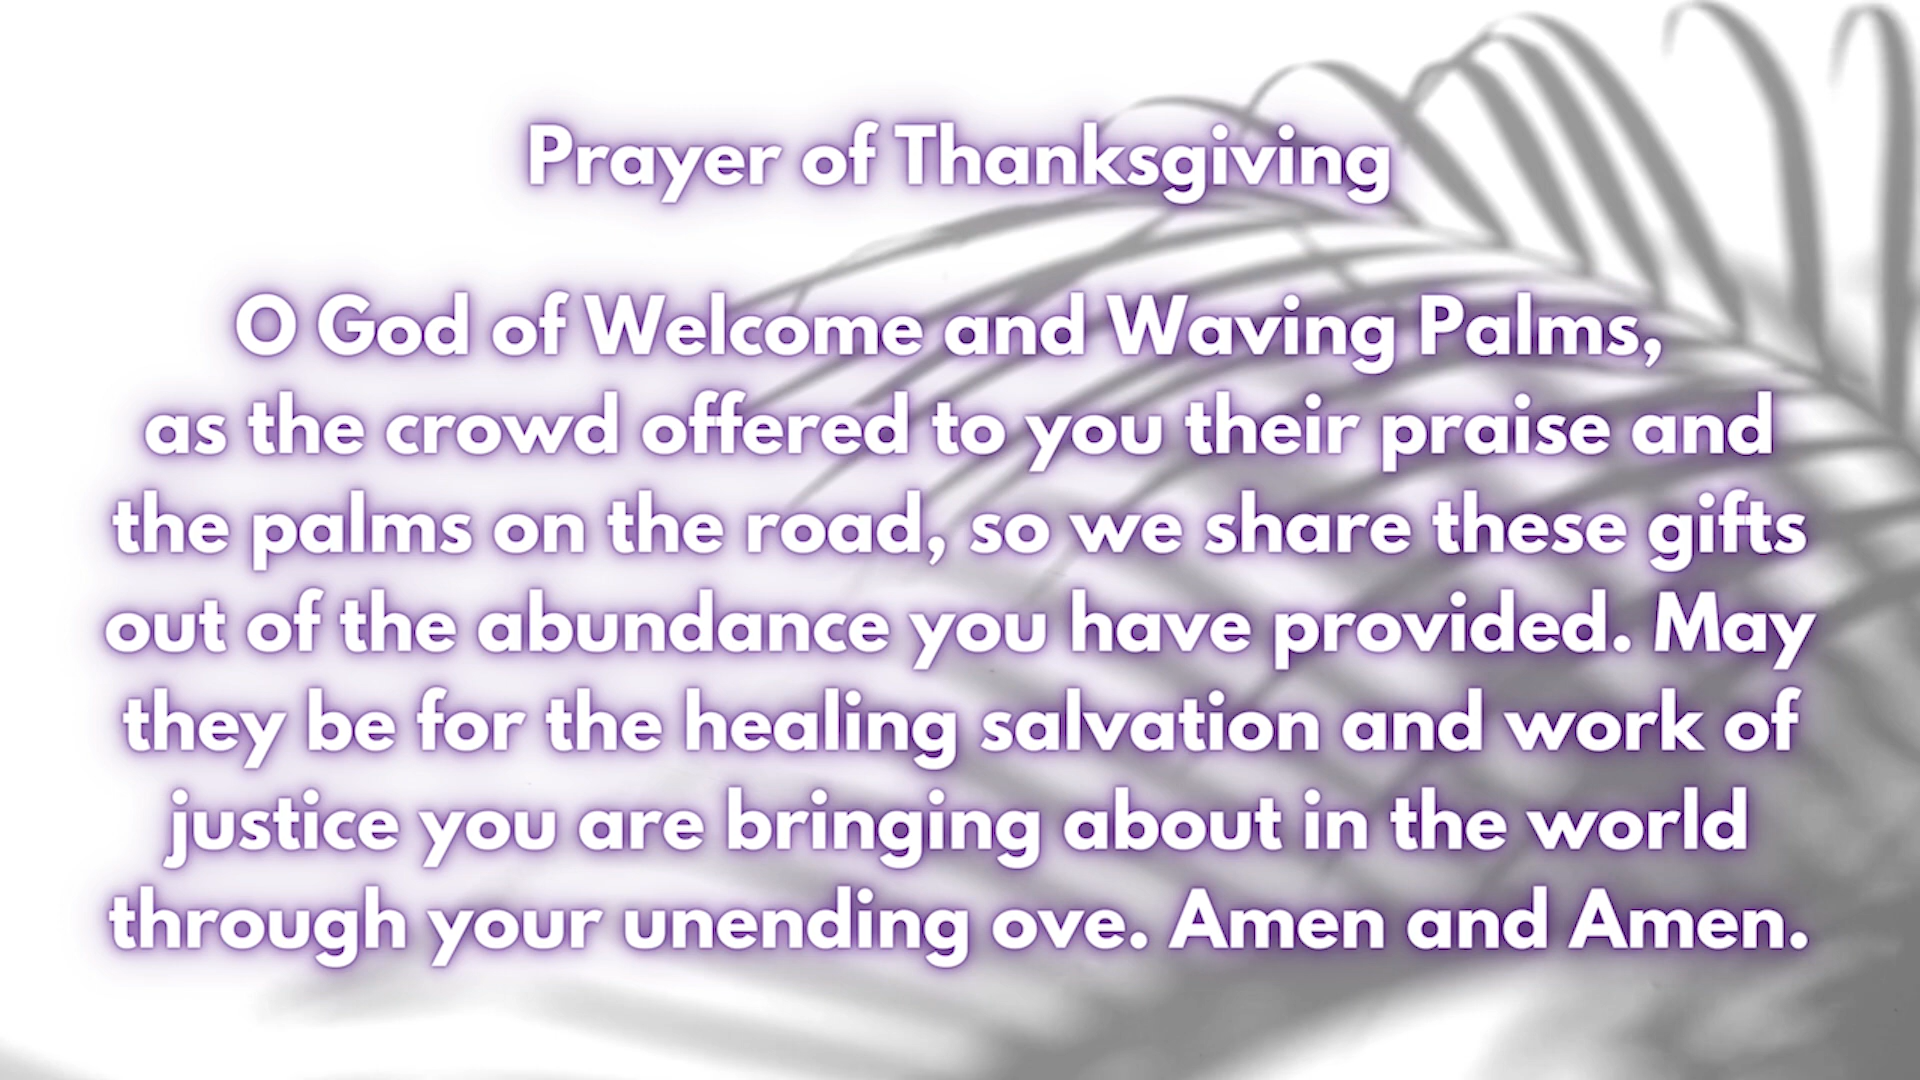 Prayer of Thanksgiving
O God of Welcome and Waving Palms,
as the crowd offered to you their praise and
the palms on the road, so we share these gifts
out of the abundance you have provided. May
they be for the healing salvation and work of
justice you are bringing about in the world
through your unending ove. Amen and Amen.